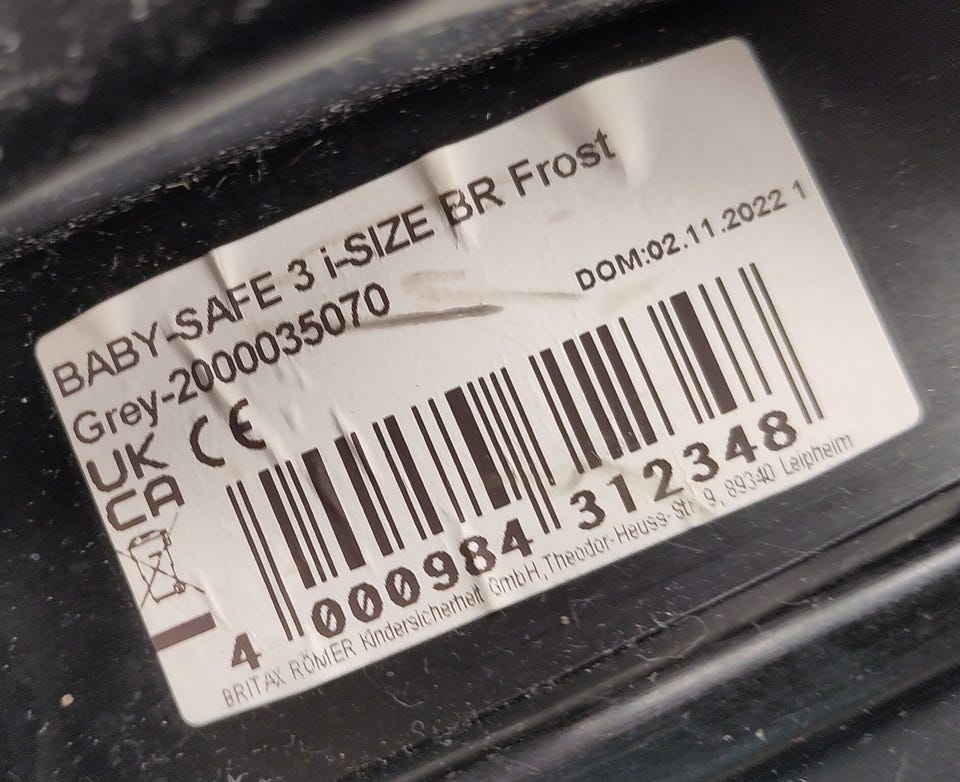 BABY-SAFE 3 i-SIZE BR Frost
Grey-2000035070
DOM:02.11.2022 1
UK
CA
CE
4 000984 312348
BRITAX RÖMER Kindersicherheit GmbH,Theodor-Heuss-Str. 9, 89340 Leipheim